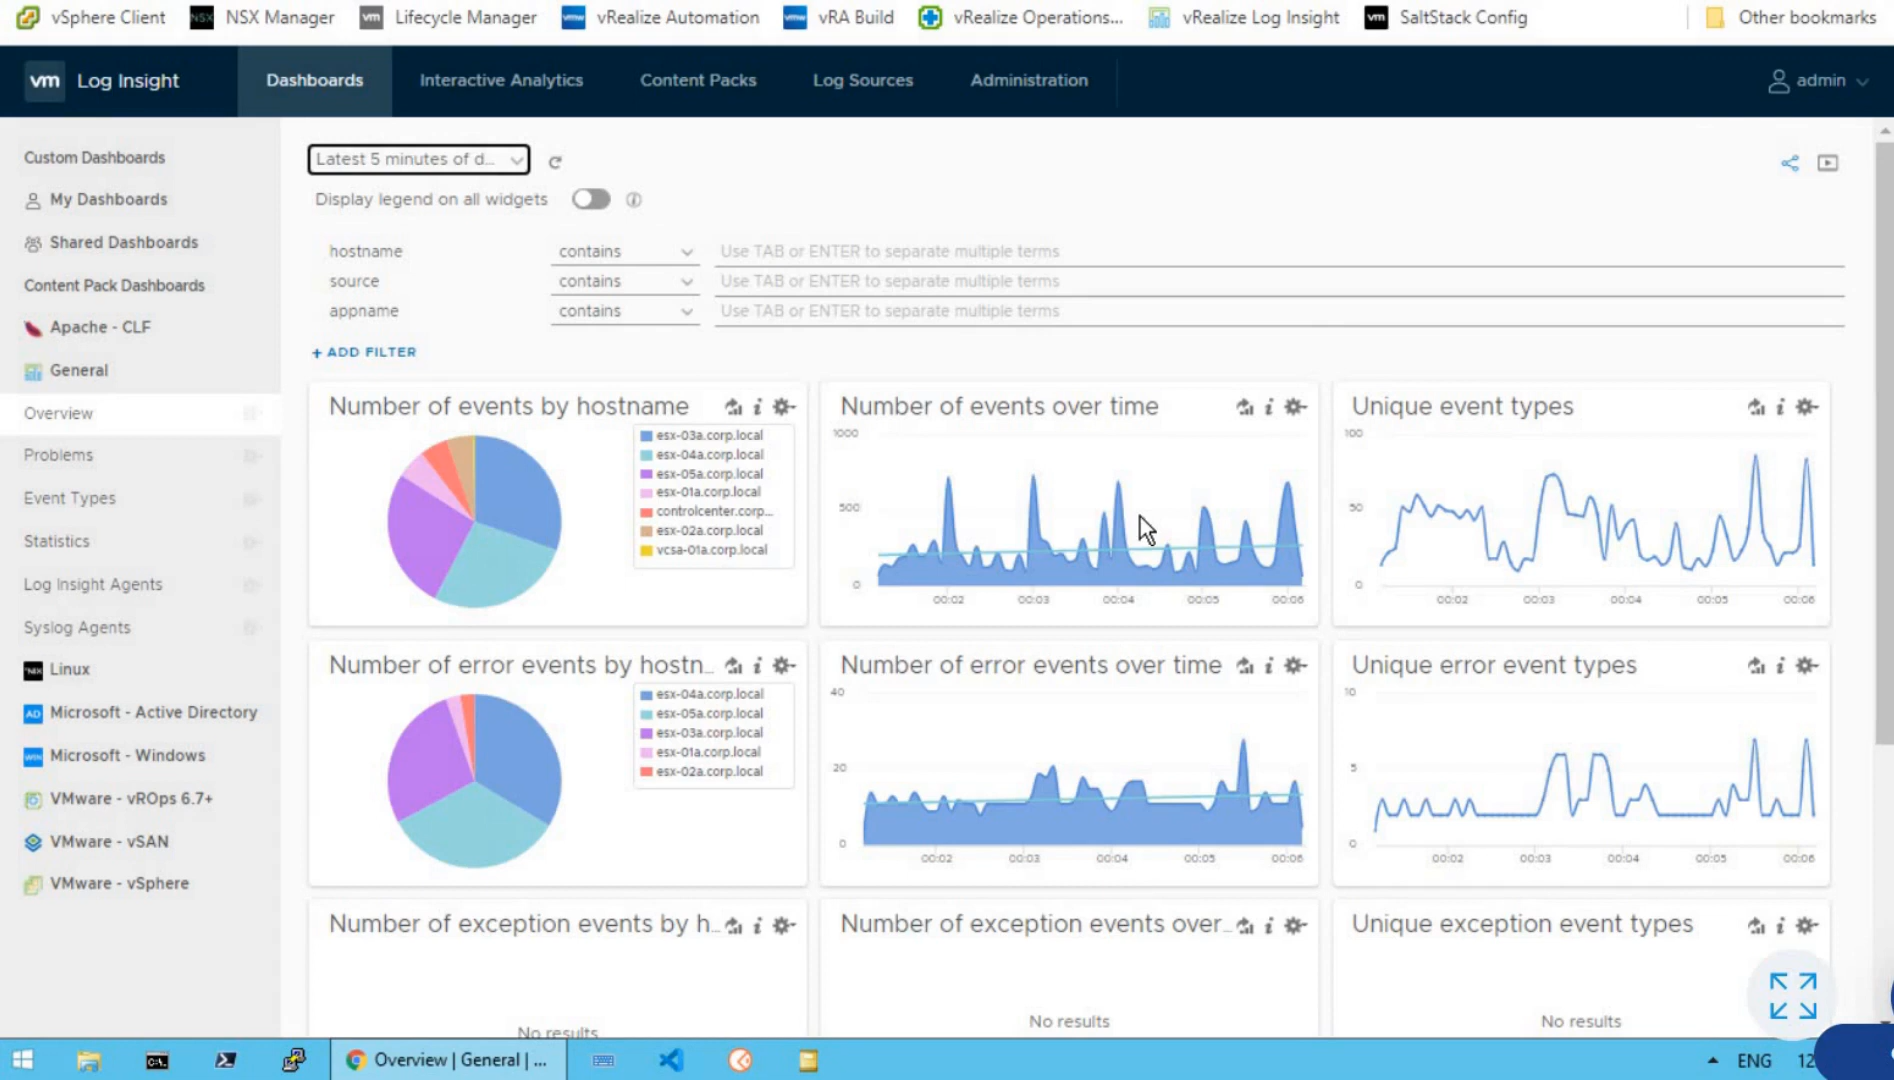 vSphere Client NSX NSX Manager vm Lifecycle Manager vmw vRealize Automation vmw vRA Build vRealize Operations... vRealize Log Insight vm SaltStack Config Other bookmarks
vm Log Insight Dashboards Interactive Analytics Content Packs Log Sources Administration admin
Custom Dashboards
My Dashboards
Shared Dashboards
Content Pack Dashboards
Apache - CLF
General
Overview
Problems
Event Types
Statistics
Log Insight Agents
Syslog Agents
Linux
AD Microsoft - Active Directory
WIN Microsoft - Windows
VMware - vROps 6.7+
VMware - vSAN
VMware - vSphere
Latest 5 minutes of d...
Display legend on all widgets
hostname contains Use TAB or ENTER to separate multiple terms
source contains Use TAB or ENTER to separate multiple terms
appname contains Use TAB or ENTER to separate multiple terms
+ ADD FILTER
Number of events by hostname
esx-03a.corp.local
esx-04a.corp.local
esx-05a.corp.local
esx-01a.corp.local
controlcenter.corp...
esx-02a.corp.local
vcsa-01a.corp.local
Number of events over time
1000
500
0
00:02 00:03 00:04 00:05 00:06
Unique event types
100
50
0
00:02 00:03 00:04 00:05 00:06
Number of error events by hostn...
esx-04a.corp.local
esx-05a.corp.local
esx-03a.corp.local
esx-01a.corp.local
esx-02a.corp.local
Number of error events over time
40
20
0
00:02 00:03 00:04 00:05 00:06
Unique error event types
10
5
0
00:02 00:03 00:04 00:05 00:06
Number of exception events by h...
No results
Number of exception events over...
No results
Unique exception event types
No results
Overview | General | ... ENG 12